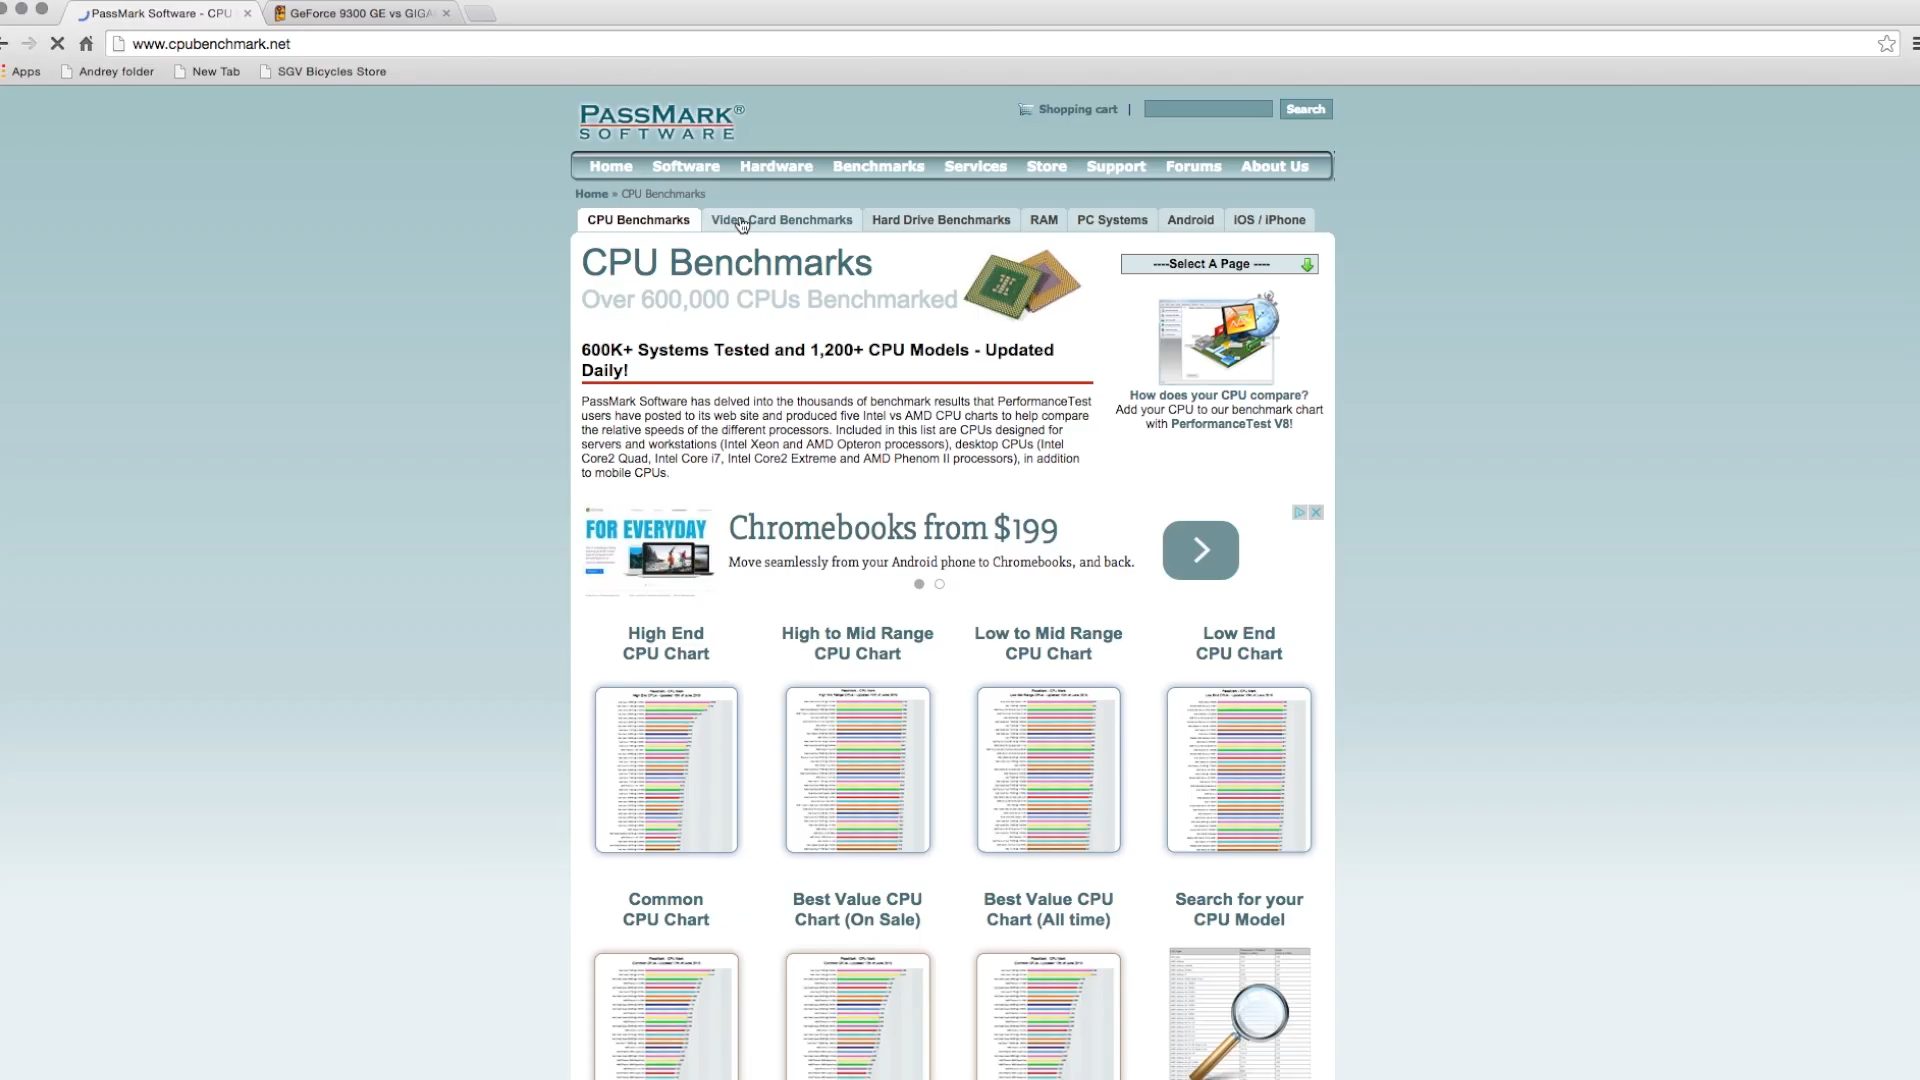 PassMark Software - CPU
GeForce 9300 GE vs GIGA
www.cpubenchmark.net
Apps
Andrey folder
New Tab
SGV Bicycles Store
PASSMARK®
SOFTWARE
Shopping cart |
Search
Home Software Hardware Benchmarks Services Store Support Forums About Us
Home » CPU Benchmarks
CPU Benchmarks Video Card Benchmarks Hard Drive Benchmarks RAM PC Systems Android iOS / iPhone
CPU Benchmarks
Over 600,000 CPUs Benchmarked
----Select A Page ----
600K+ Systems Tested and 1,200+ CPU Models - Updated
Daily!
PassMark Software has delved into the thousands of benchmark results that PerformanceTest
users have posted to its web site and produced five Intel vs AMD CPU charts to help compare
the relative speeds of the different processors. Included in this list are CPUs designed for
servers and workstations (Intel Xeon and AMD Opteron processors), desktop CPUs (Intel
Core2 Quad, Intel Core i7, Intel Core2 Extreme and AMD Phenom II processors), in addition
to mobile CPUs.
How does your CPU compare?
Add your CPU to our benchmark chart
with PerformanceTest V8!
FOR EVERYDAY
Chromebooks from $199
Move seamlessly from your Android phone to Chromebooks, and back.
High End
CPU Chart
High to Mid Range
CPU Chart
Low to Mid Range
CPU Chart
Low End
CPU Chart
Common
CPU Chart
Best Value CPU
Chart (On Sale)
Best Value CPU
Chart (All time)
Search for your
CPU Model